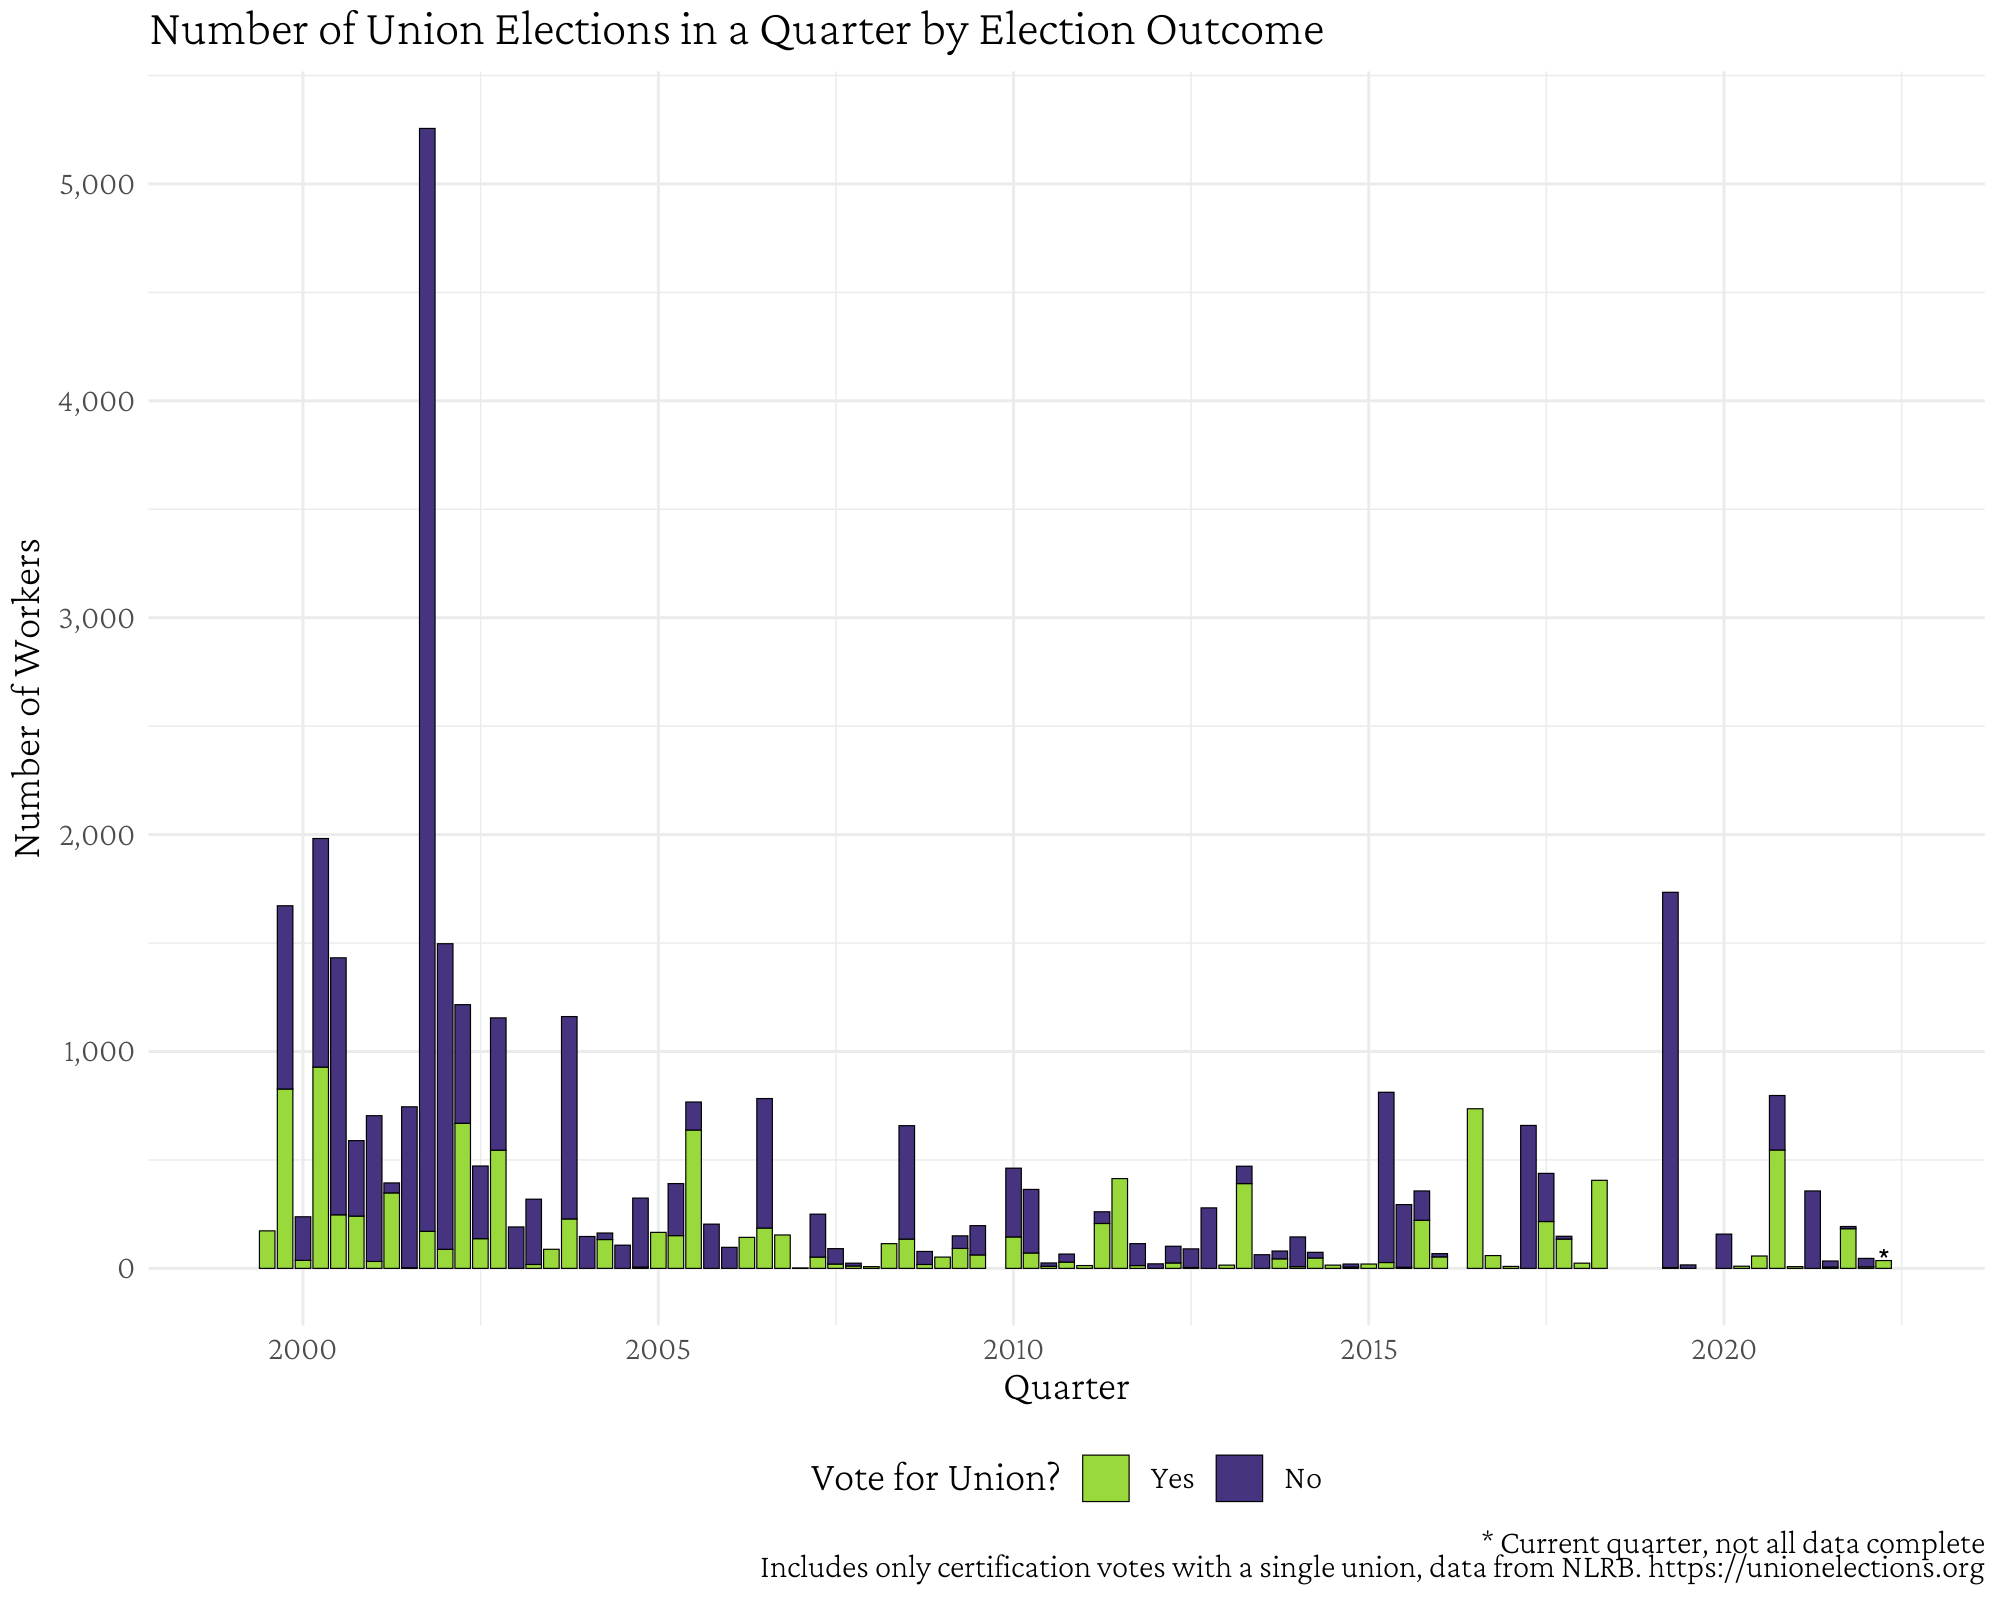 Number of Union Elections in a Quarter by Election Outcome
Number of Workers
5,000
4,000
3,000
2,000
1,000
0
*
2000 2005 2010 2015 2020
Quarter
Vote for Union? Yes No
* Current quarter, not all data complete
Includes only certification votes with a single union, data from NLRB. https://unionelections.org